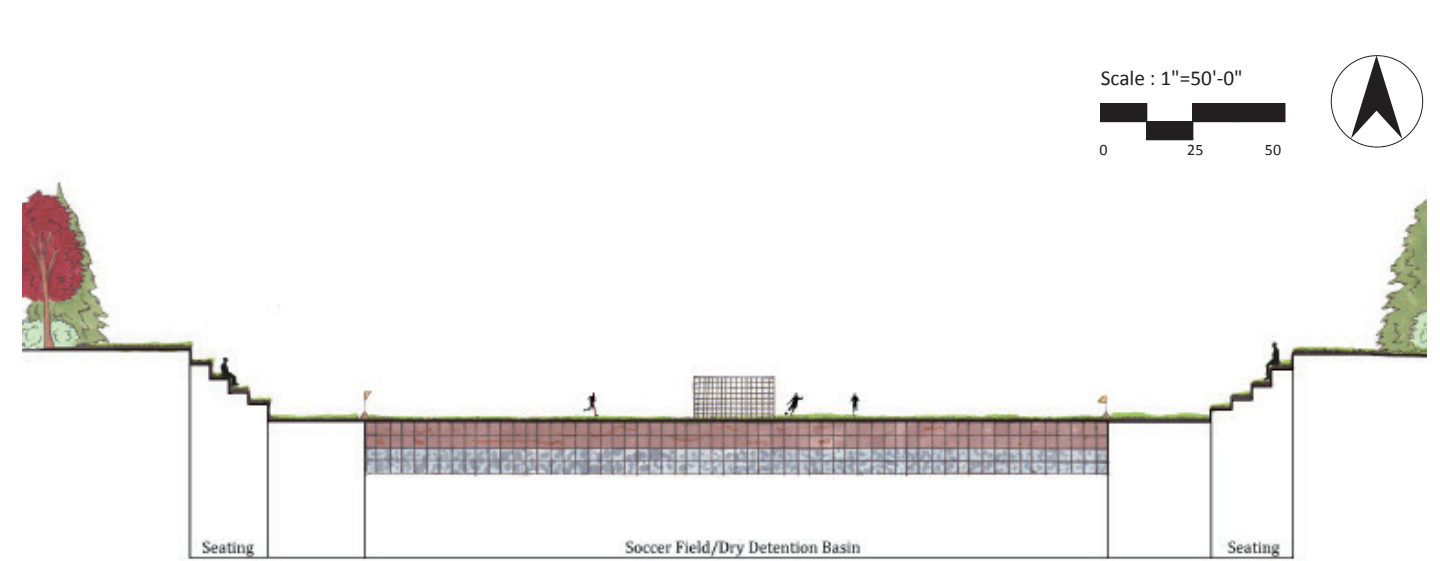 Scale : 1"=50'-0"
0 25 50
Seating Soccer Field/Dry Detention Basin Seating